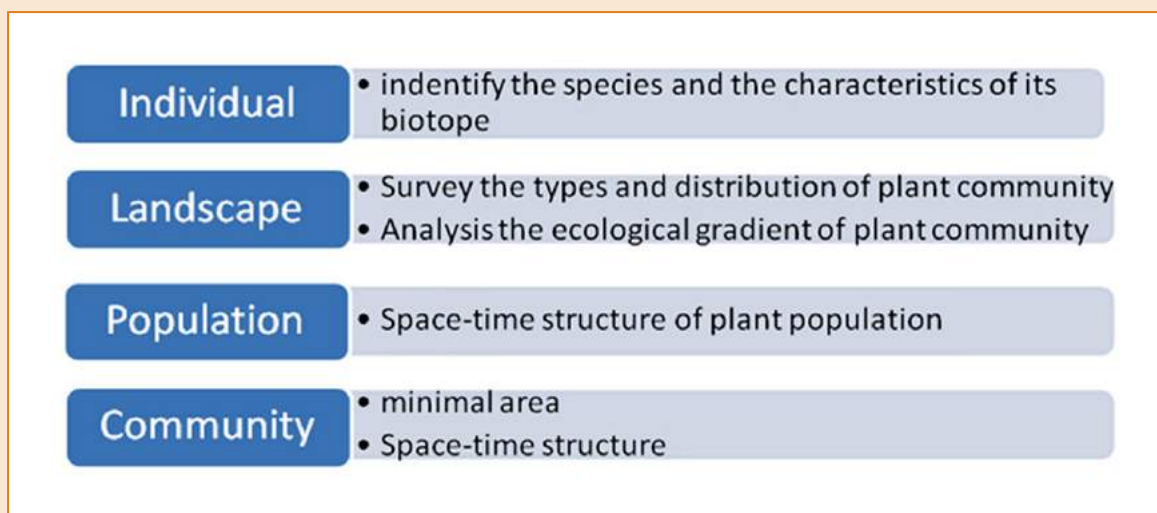 Individual
• indentify the species and the characteristics of its
biotope
Landscape
• Survey the types and distribution of plant community
• Analysis the ecological gradient of plant community
Population
• Space-time structure of plant population
Community
• minimal area
• Space-time structure